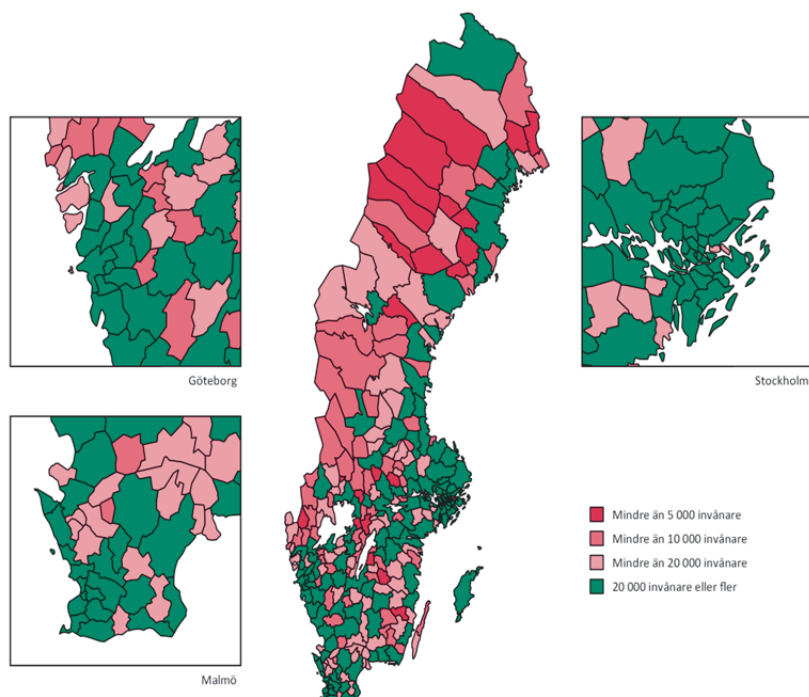 Göteborg
Stockholm
Malmö
Mindre än 5 000 invånare
Mindre än 10 000 invånare
Mindre än 20 000 invånare
20 000 invånare eller fler